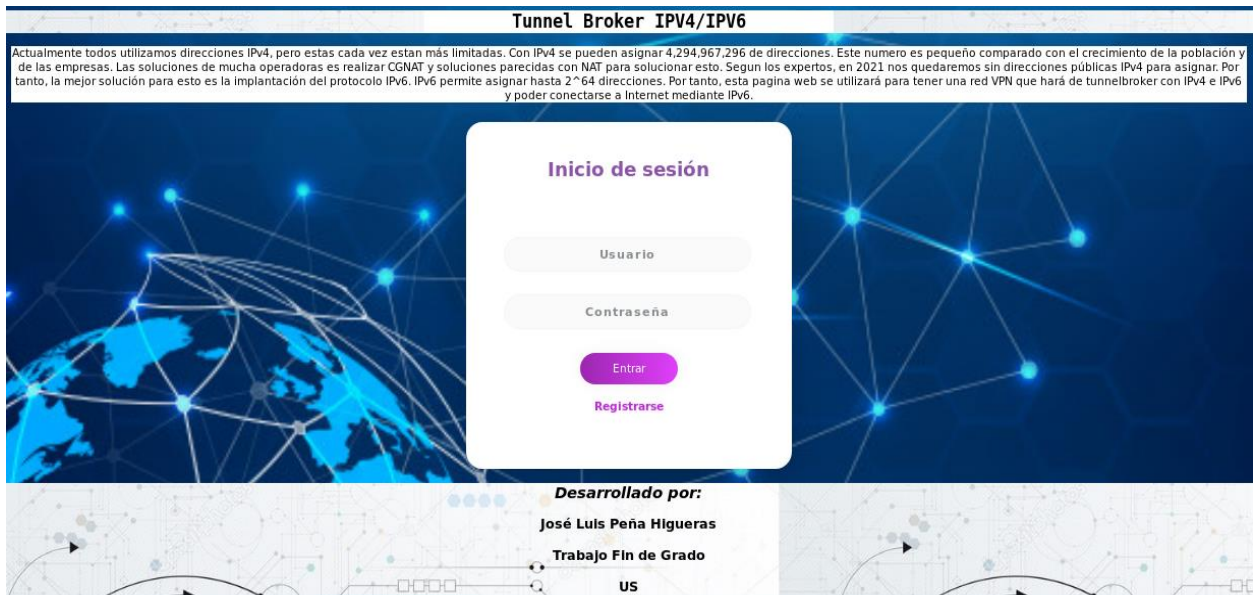 Tunnel Broker IPV4/IPV6
Actualmente todos utilizamos direcciones IPv4, pero estas cada vez estan más limitadas. Con IPv4 se pueden asignar 4,294,967,296 de direcciones. Este numero es pequeño comparado con el crecimiento de la población y
de las empresas. Las soluciones de mucha operadoras es realizar CGNAT y soluciones parecidas con NAT para solucionar esto. Segun los expertos, en 2021 nos quedaremos sin direcciones públicas IPv4 para asignar. Por
tanto, la mejor solución para esto es la implantación del protocolo IPv6. IPv6 permite asignar hasta 2^64 direcciones. Por tanto, esta pagina web se utilizará para tener una red VPN que hará de tunnelbroker con IPv4 e IPv6
y poder conectarse a Internet mediante IPv6.
Inicio de sesión
Usuario
Contraseña
Entrar
Registrarse
Desarrollado por:
José Luis Peña Higueras
Trabajo Fin de Grado
US